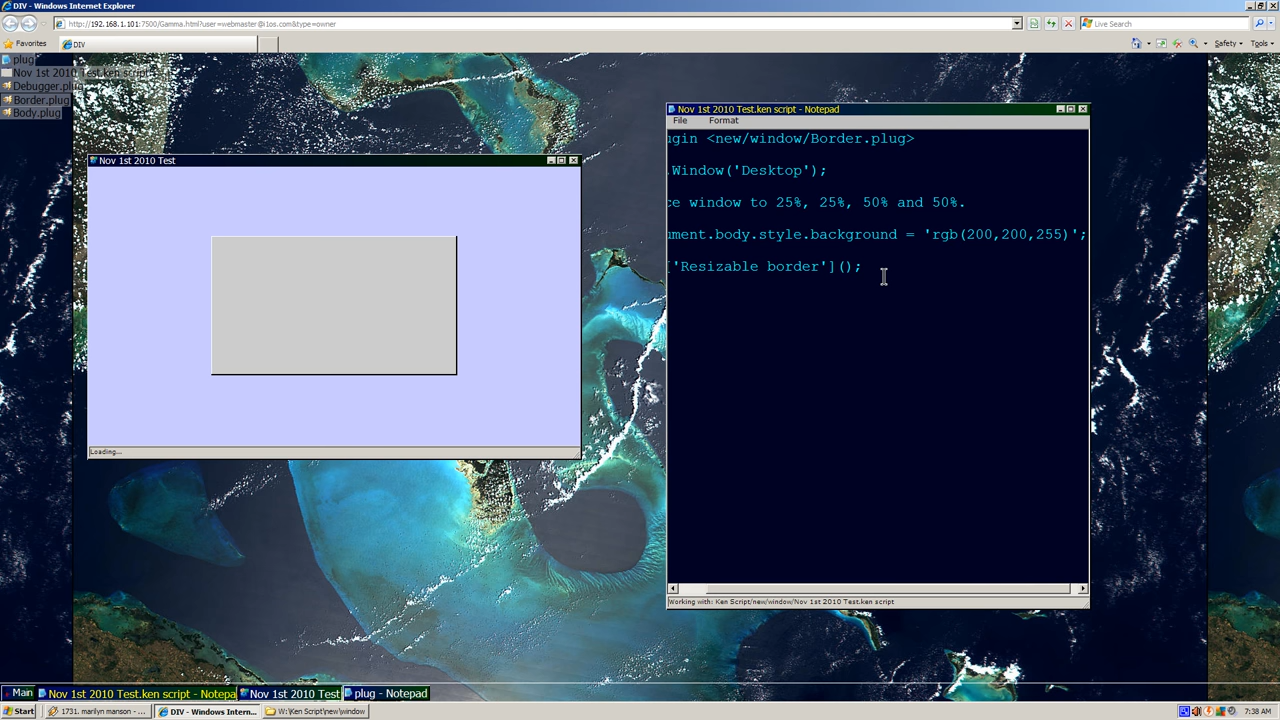 DIV - Windows Internet Explorer
http://192.168.1.101:7500/Gamma.html?user=webmaster@i1os.com&type=owner
Live Search
Favorites
DIV
Safety
Tools
plug
Nov 1st 2010 Test.ken script
Debugger.plug
Border.plug
Body.plug
Nov 1st 2010 Test
Loading...
Nov 1st 2010 Test.ken script - Notepad
File Format
ugin <new/window/Border.plug>
.Window('Desktop');
ce window to 25%, 25%, 50% and 50%.
ument.body.style.background = 'rgb(200,200,255)';
['Resizable border']();
Working with: Ken Script/new/window/Nov 1st 2010 Test.ken script
Main
Nov 1st 2010 Test.ken script - Notepa
Nov 1st 2010 Test
plug - Notepad
Start
1731. marilyn manson - ...
DIV - Windows Intern...
W:\Ken Script\new\window
7:38 AM